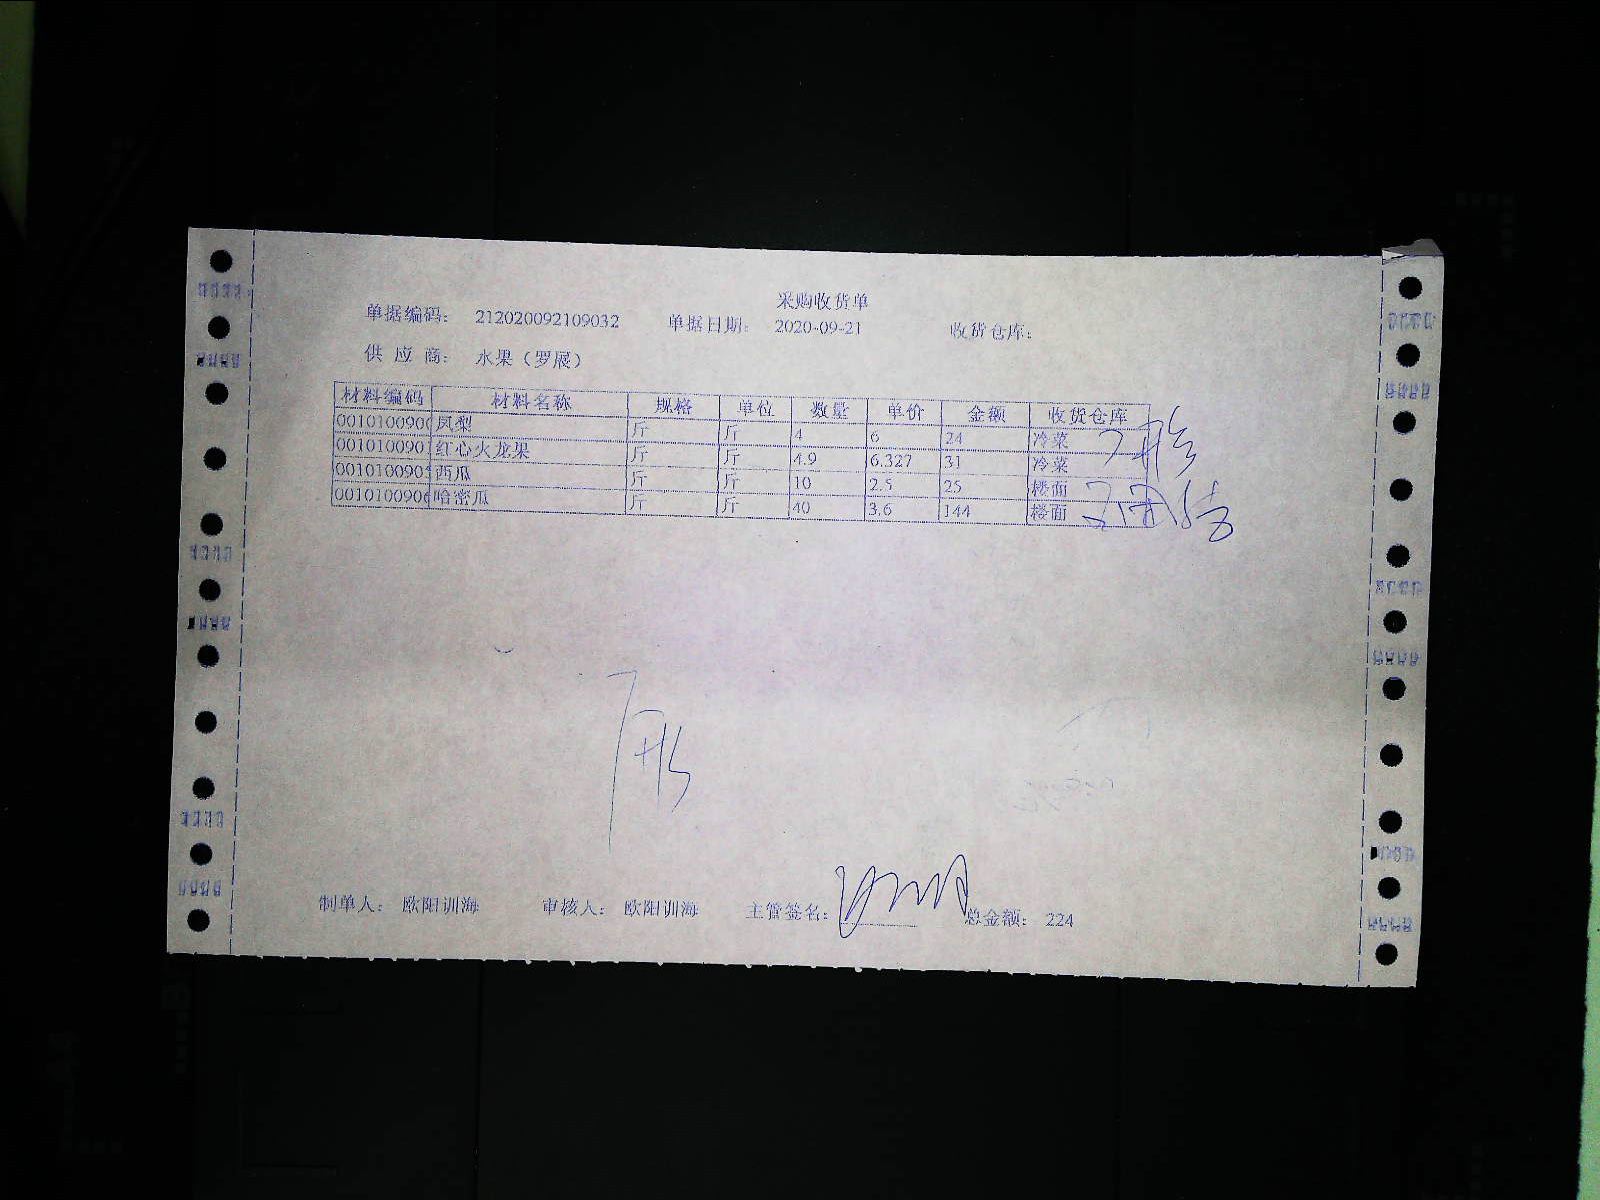 采购收货单
单据编码: 212020092109032 单据日期: 2020-09-21 收货仓库:
供应商: 水果（罗展）
材料编码 材料名称 规格 单位 数量 单价 金额 收货仓库
0010100900 凤梨 斤 斤 4 6 24 冷菜
001010090 红心火龙果 斤 斤 4.9 6.327 31 冷菜
001010090 西瓜 斤 斤 10 2.5 25 楼面
001010090 哈密瓜 斤 斤 40 3.6 144 楼面
制单人: 欧阳训海 审核人: 欧阳训海 主管签名: 总金额: 224